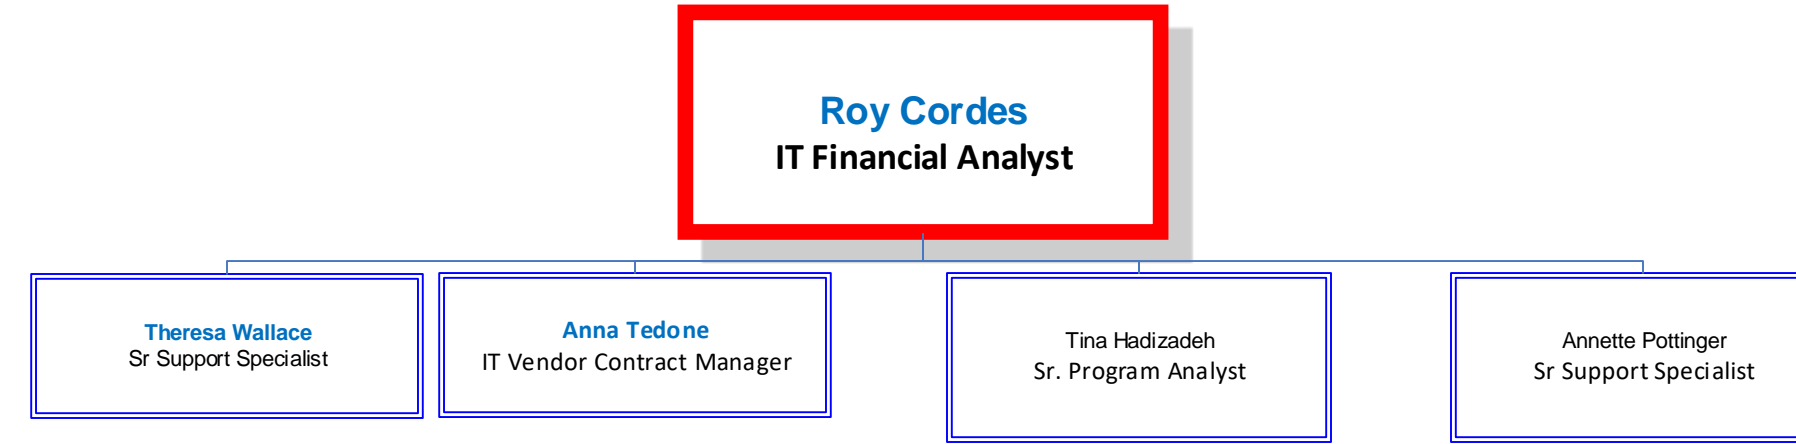 Roy Cordes
IT Financial Analyst
Theresa Wallace
Sr Support Specialist
Anna Tedone
IT Vendor Contract Manager
Tina Hadizadeh
Sr. Program Analyst
Annette Pottinger
Sr Support Specialist